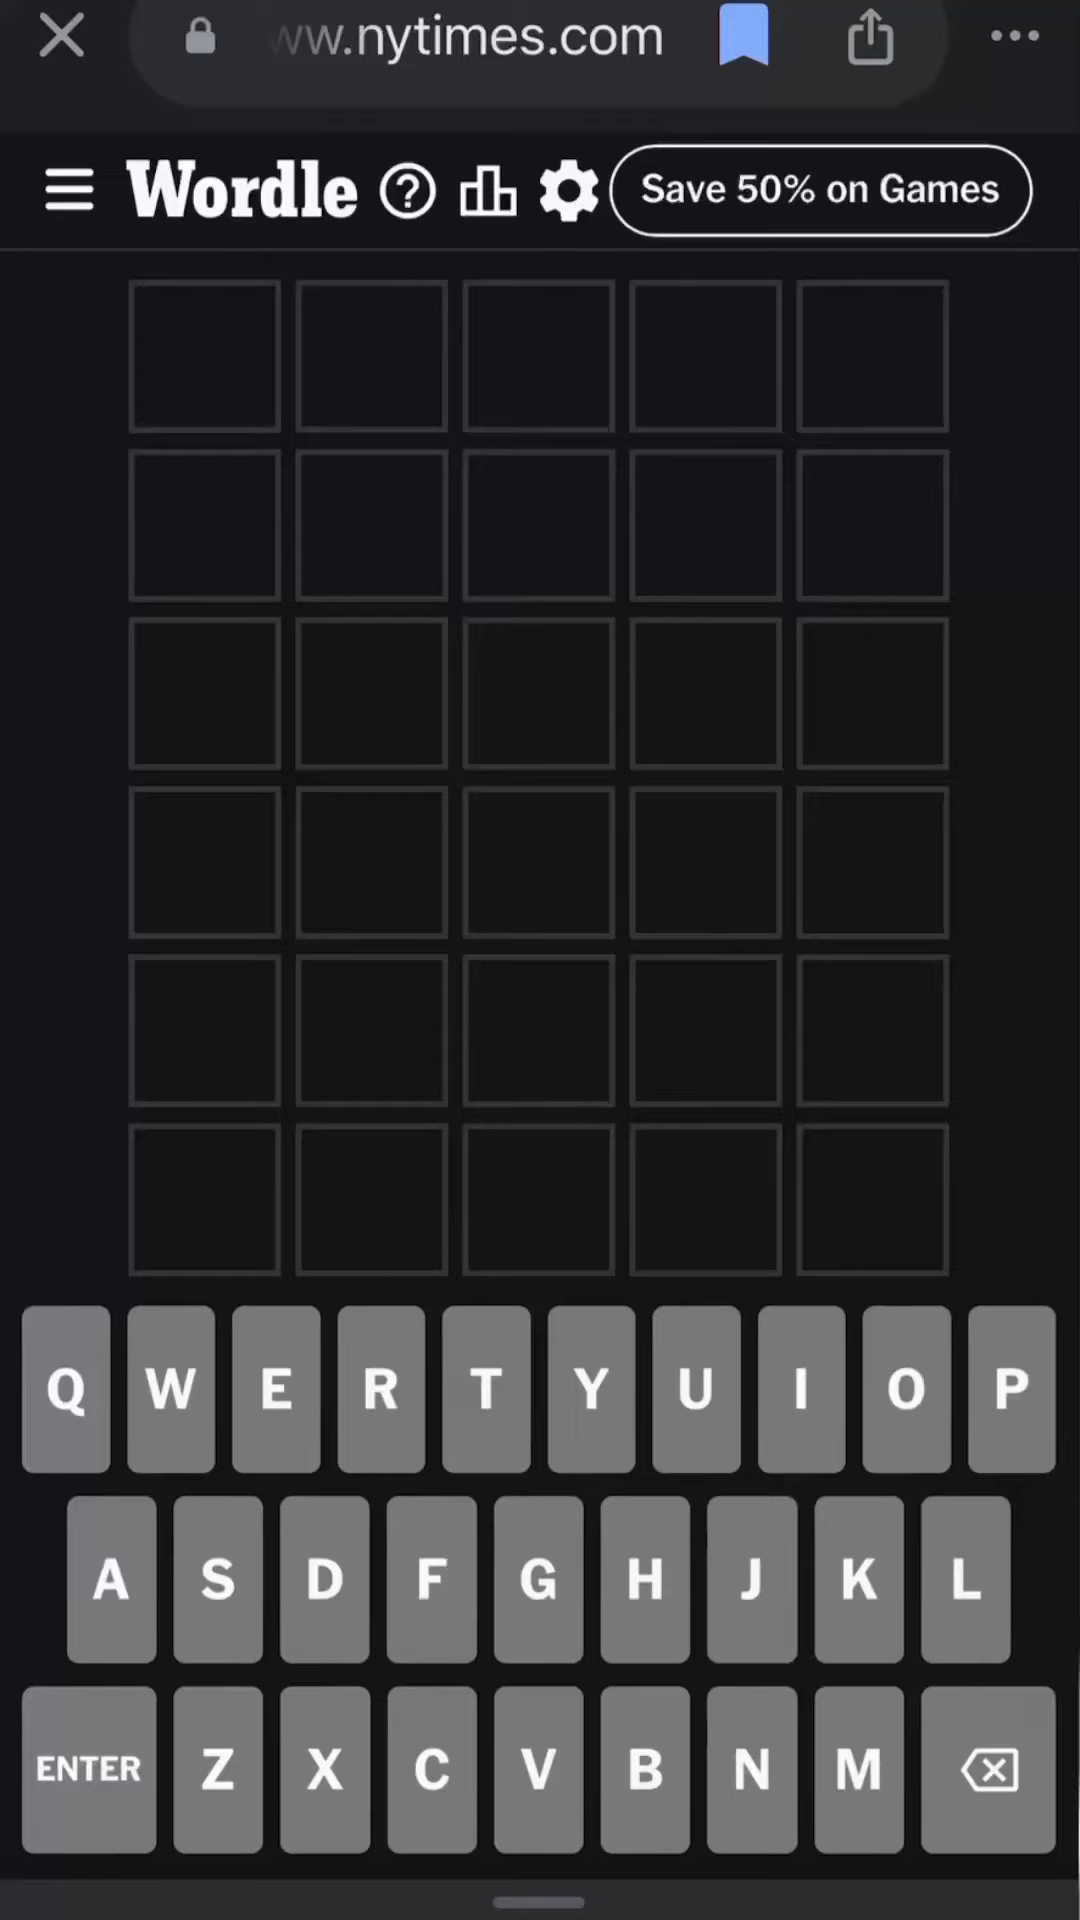 ww.nytimes.com
Wordle ? Save 50% on Games
Q W E R T Y U I O P
A S D F G H J K L
ENTER Z X C V B N M